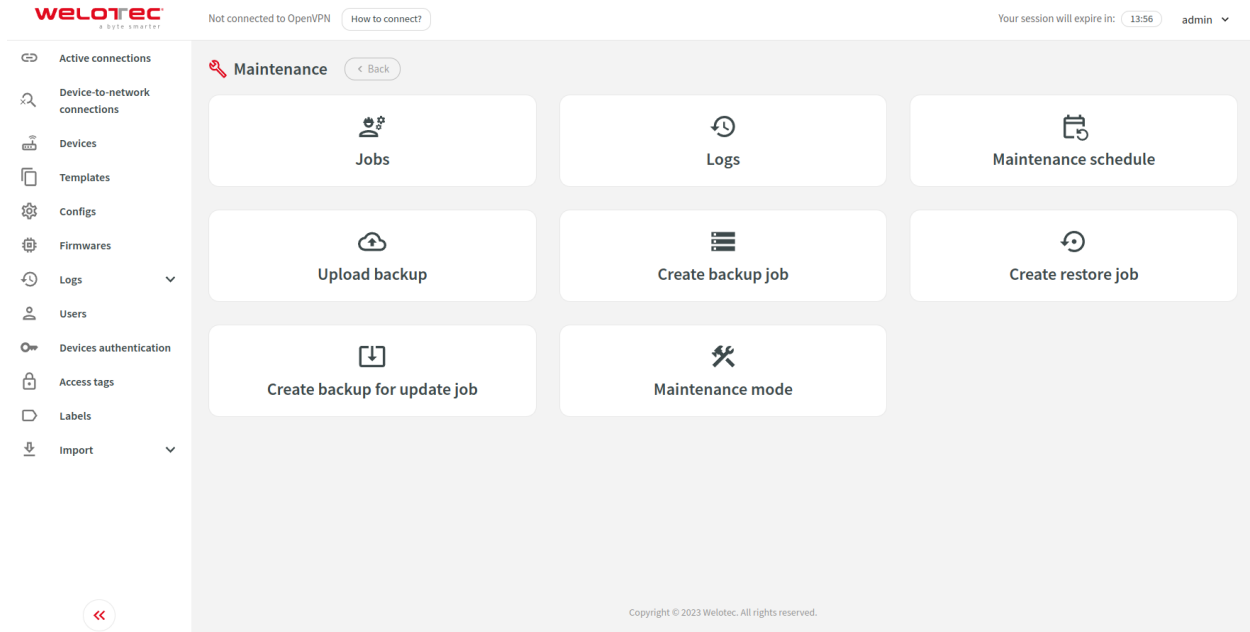 WELOTEC
a byte smarter
Not connected to OpenVPN
How to connect?
Your session will expire in:
13:56
admin
Active connections
Device-to-network
connections
Devices
Templates
Configs
Firmwares
Logs
Users
Devices authentication
Access tags
Labels
Import
Maintenance
Back
Jobs
Logs
Maintenance schedule
Upload backup
Create backup job
Create restore job
Create backup for update job
Maintenance mode
Copyright © 2023 Welotec. All rights reserved.